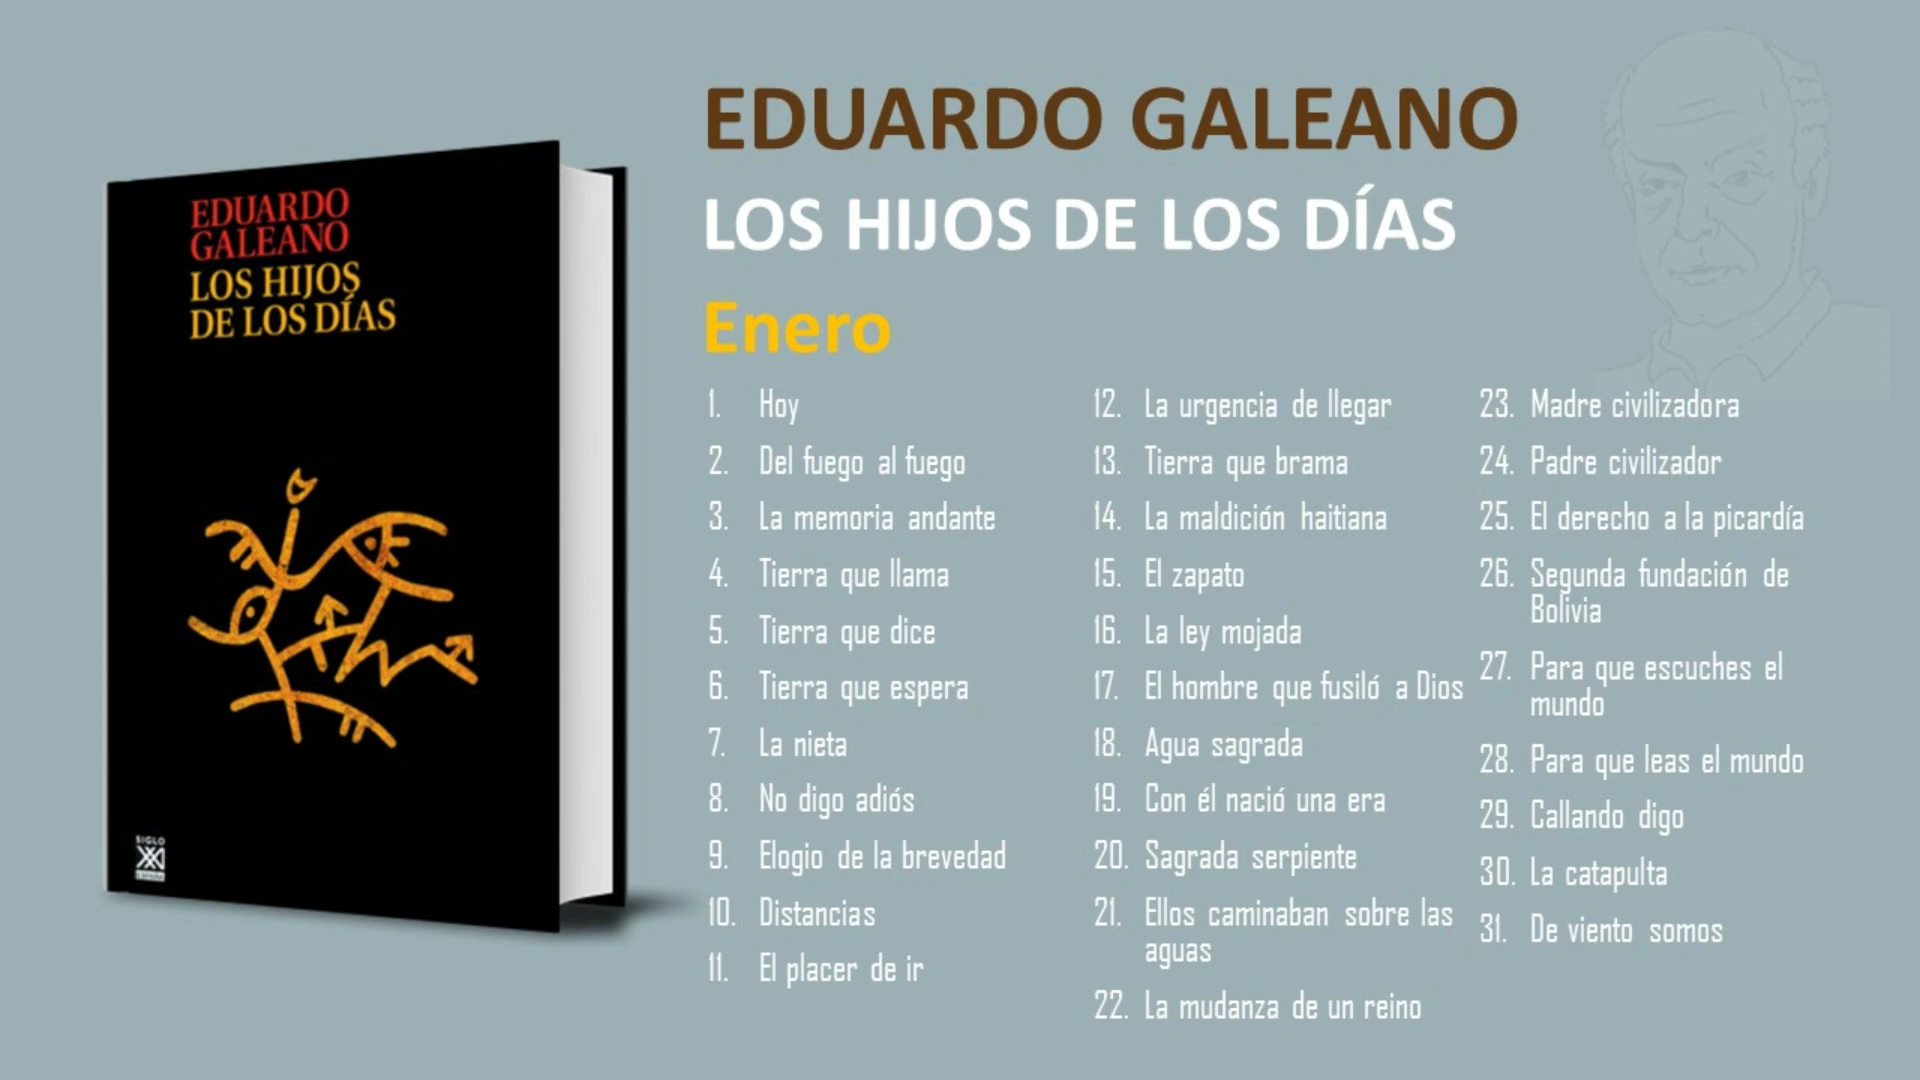 EDUARDO
GALEANO
LOS HIJOS
DE LOS DÍAS
SIGLO
XXI
ESPAÑA
EDUARDO GALEANO
LOS HIJOS DE LOS DÍAS
Enero
1. Hoy
2. Del fuego al fuego
3. La memoria andante
4. Tierra que llama
5. Tierra que dice
6. Tierra que espera
7. La nieta
8. No digo adiós
9. Elogio de la brevedad
10. Distancias
11. El placer de ir
12. La urgencia de llegar
13. Tierra que brama
14. La maldición haitiana
15. El zapato
16. La ley mojada
17. El hombre que fusiló a Dios
18. Agua sagrada
19. Con él nació una era
20. Sagrada serpiente
21. Ellos caminaban sobre las
aguas
22. La mudanza de un reino
23. Madre civilizadora
24. Padre civilizador
25. El derecho a la picardía
26. Segunda fundación de
Bolivia
27. Para que escuches el
mundo
28. Para que leas el mundo
29. Callando digo
30. La catapulta
31. De viento somos